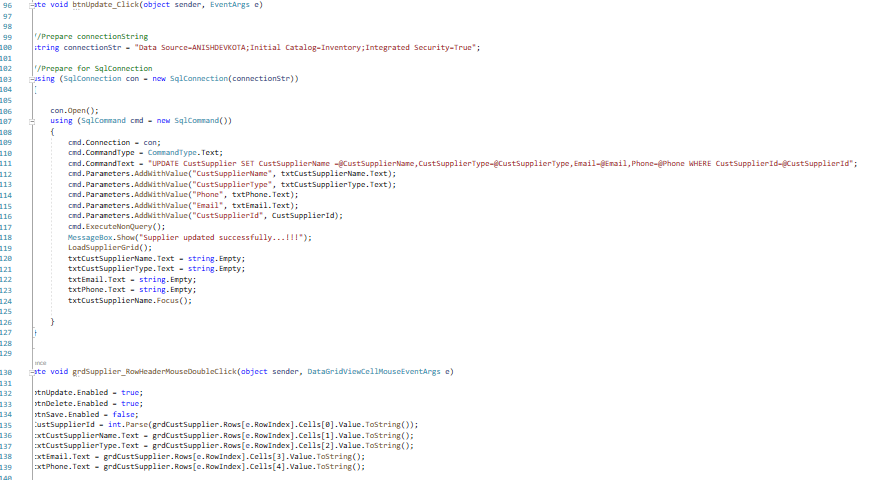 96 ate void btnUpdate_Click(object sender, EventArgs e)
97
98
99 //Prepare connectionString
100 string connectionStr = "Data Source=ANISHDEVKOTA;Initial Catalog=Inventory;Integrated Security=True";
101
102 //Prepare for SqlConnection
103 using (SqlConnection con = new SqlConnection(connectionStr))
104 {
105
106 con.Open();
107 using (SqlCommand cmd = new SqlCommand())
108 {
109 cmd.Connection = con;
110 cmd.CommandType = CommandType.Text;
111 cmd.CommandText = "UPDATE CustSupplier SET CustSupplierName =@CustSupplierName,CustSupplierType=@CustSupplierType,Email=@Email,Phone=@Phone WHERE CustSupplierId=@CustSupplierId";
112 cmd.Parameters.AddWithValue("CustSupplierName", txtCustSupplierName.Text);
113 cmd.Parameters.AddWithValue("CustSupplierType", txtCustSupplierType.Text);
114 cmd.Parameters.AddWithValue("Phone", txtPhone.Text);
115 cmd.Parameters.AddWithValue("Email", txtEmail.Text);
116 cmd.Parameters.AddWithValue("CustSupplierId", CustSupplierId);
117 cmd.ExecuteNonQuery();
118 MessageBox.Show("Supplier updated successfully...!!!");
119 LoadSupplierGrid();
120 txtCustSupplierName.Text = string.Empty;
121 txtCustSupplierType.Text = string.Empty;
122 txtEmail.Text = string.Empty;
123 txtPhone.Text = string.Empty;
124 txtCustSupplierName.Focus();
125
126 }
127 }
128
129
ence
130 ate void grdSupplier_RowHeaderMouseDoubleClick(object sender, DataGridViewCellMouseEventArgs e)
131
132 btnUpdate.Enabled = true;
133 btnDelete.Enabled = true;
134 btnSave.Enabled = false;
135 CustSupplierId = int.Parse(grdCustSupplier.Rows[e.RowIndex].Cells[0].Value.ToString());
136 txtCustSupplierName.Text = grdCustSupplier.Rows[e.RowIndex].Cells[1].Value.ToString();
137 txtCustSupplierType.Text = grdCustSupplier.Rows[e.RowIndex].Cells[2].Value.ToString();
138 txtEmail.Text = grdCustSupplier.Rows[e.RowIndex].Cells[3].Value.ToString();
139 txtPhone.Text = grdCustSupplier.Rows[e.RowIndex].Cells[4].Value.ToString();
140